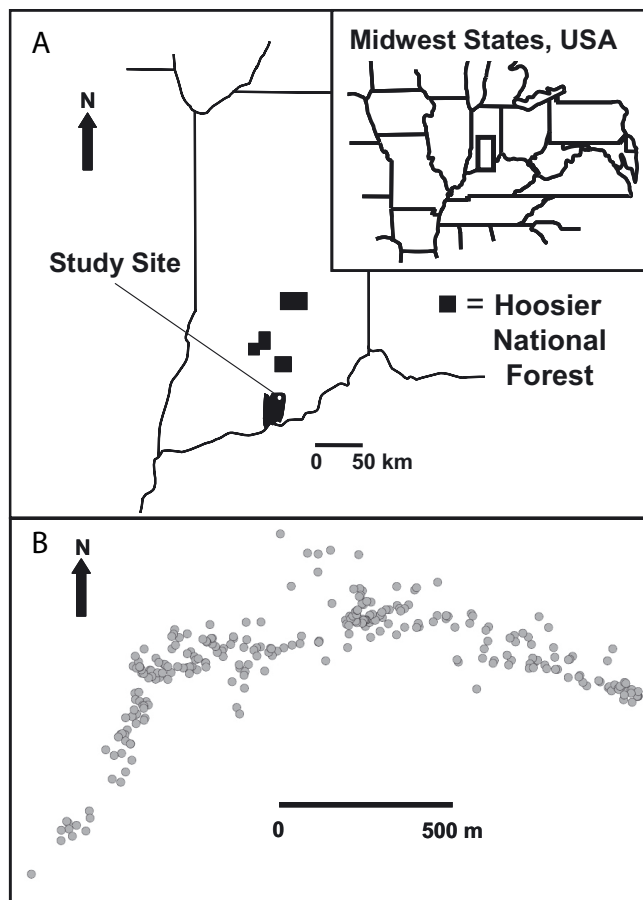 A
Midwest States, USA
N
Study Site
■ = Hoosier
National
Forest
0 50 km
B
N
0 500 m